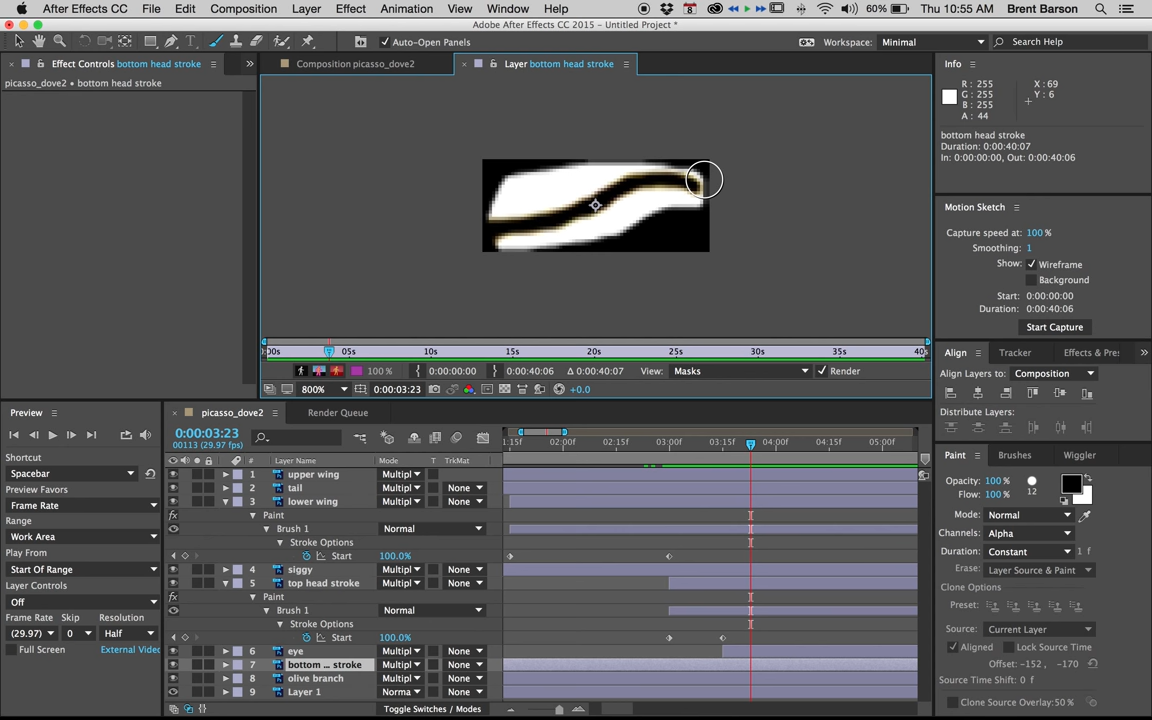 After Effects CC File Edit Composition Layer Effect Animation View Window Help 8 60% Thu 10:55 AM Brent Barson
Adobe After Effects CC 2015 - Untitled Project *
Auto-Open Panels Workspace: Minimal Search Help
Effect Controls bottom head stroke Composition picasso_dove2 Layer bottom head stroke Info
picasso_dove2 • bottom head stroke
R : 255 X : 69
G : 255 Y : 6
B : 255
A : 44
bottom head stroke
Duration: 0:00:40:07
In: 0:00:00:00, Out: 0:00:40:06
Motion Sketch
Capture speed at: 100 %
Smoothing: 1
Show: Wireframe
Background
Start: 0:00:00:00
Duration: 0:00:40:06
Start Capture
00s 05s 10s 15s 20s 25s 30s 35s 40s
100 % 0:00:00:00 0:00:40:06 Δ 0:00:40:07 View: Masks Render
800% 0:00:03:23 +0.0
Align Tracker Effects & Pre:
Align Layers to: Composition
Distribute Layers:
Preview picasso_dove2 Render Queue
0:00:03:23
00113 (29.97 fps)
1:15f 02:00f 02:15f 03:00f 03:15f 04:00f 04:15f 05:00f
# Layer Name Mode T TrkMat
1 upper wing Multipl
2 tail Multipl None
3 lower wing Multipl None
Paint
Brush 1 Normal
Stroke Options
Start 100.0%
4 siggy Multipl None
5 top head stroke Multipl None
Paint
Brush 1 Normal
Stroke Options
Start 100.0%
6 eye Multipl None
7 bottom ... stroke Multipl None
8 olive branch Multipl None
9 Layer 1 Norma None
Toggle Switches / Modes
Shortcut
Spacebar
Preview Favors
Frame Rate
Range
Work Area
Play From
Start Of Range
Layer Controls
Off
Frame Rate Skip Resolution
(29.97) 0 Half
Full Screen External Video
Paint Brushes Wiggler
Opacity: 100 %
Flow: 100 % 12
Mode: Normal
Channels: Alpha
Duration: Constant 1 f
Erase: Layer Source & Paint
Clone Options
Preset:
Source: Current Layer
Aligned Lock Source Time
Offset: -152, -170
Source Time Shift: 0 f
Clone Source Overlay: 50 %